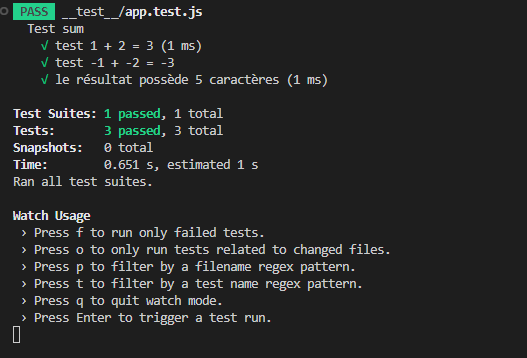 PASS __test__/app.test.js
Test sum
√ test 1 + 2 = 3 (1 ms)
√ test -1 + -2 = -3
√ le résultat possède 5 caractères (1 ms)
Test Suites: 1 passed, 1 total
Tests: 3 passed, 3 total
Snapshots: 0 total
Time: 0.651 s, estimated 1 s
Ran all test suites.
Watch Usage
› Press f to run only failed tests.
› Press o to only run tests related to changed files.
› Press p to filter by a filename regex pattern.
› Press t to filter by a test name regex pattern.
› Press q to quit watch mode.
› Press Enter to trigger a test run.